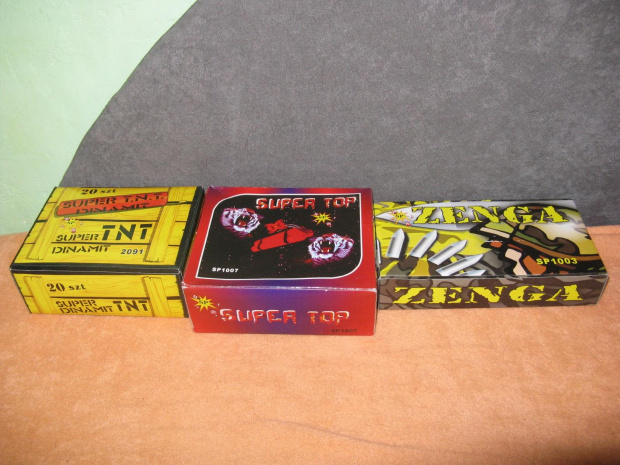 20 szt
SUPER T.N.T.
DINAMIT
SUPER TNT
DINAMIT 2091
20 szt
SUPER TNT
DINAMIT
SUPER TOP
SP1007
SUPER TOP
SP1007
ZENGA
SP1003
ZENGA